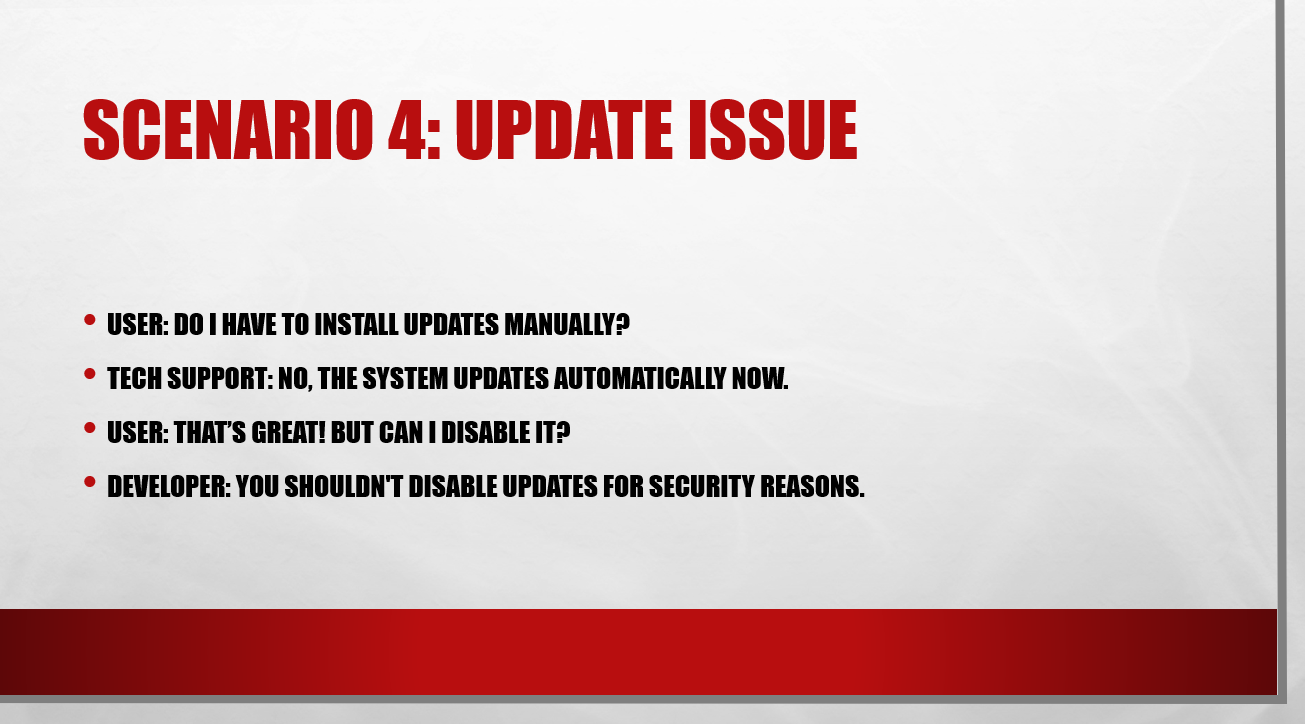 SCENARIO 4: UPDATE ISSUE
• USER: DO I HAVE TO INSTALL UPDATES MANUALLY?
• TECH SUPPORT: NO, THE SYSTEM UPDATES AUTOMATICALLY NOW.
• USER: THAT’S GREAT! BUT CAN I DISABLE IT?
• DEVELOPER: YOU SHOULDN'T DISABLE UPDATES FOR SECURITY REASONS.